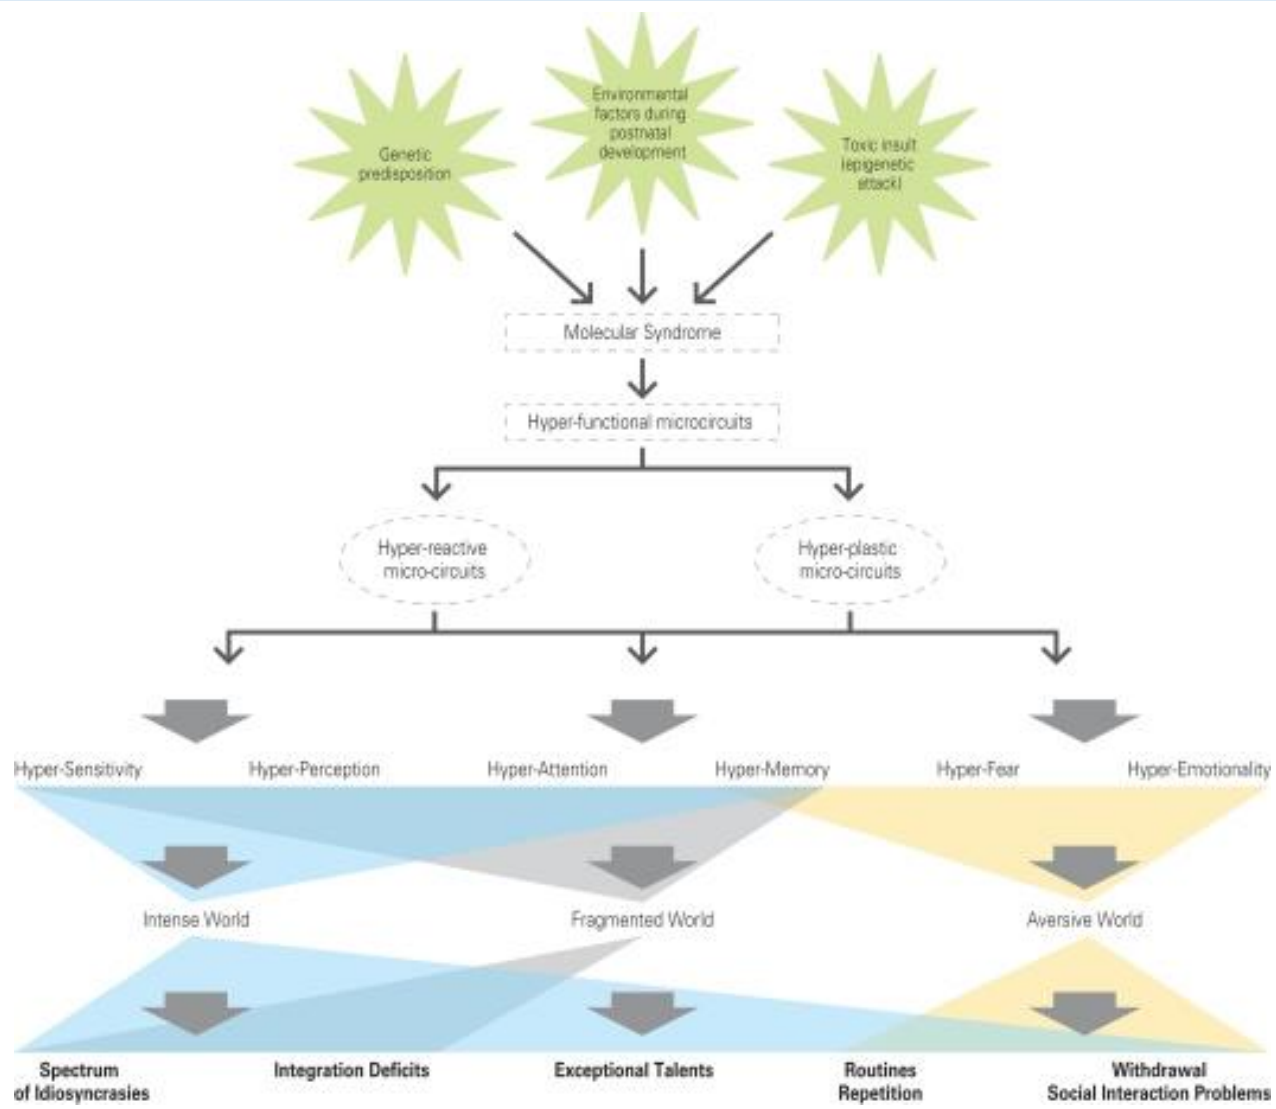 Environmental
factors during
postnatal
development
Genetic
predisposition
Toxic insult
(epigenetic
attack)
Molecular Syndrome
Hyper-functional microcircuits
Hyper-reactive
micro-circuits
Hyper-plastic
micro-circuits
Hyper-Sensitivity
Hyper-Perception
Hyper-Attention
Hyper-Memory
Hyper-Fear
Hyper-Emotionality
Intense World
Fragmented World
Aversive World
Spectrum
of Idiosyncrasies
Integration Deficits
Exceptional Talents
Routines
Repetition
Withdrawal
Social Interaction Problems